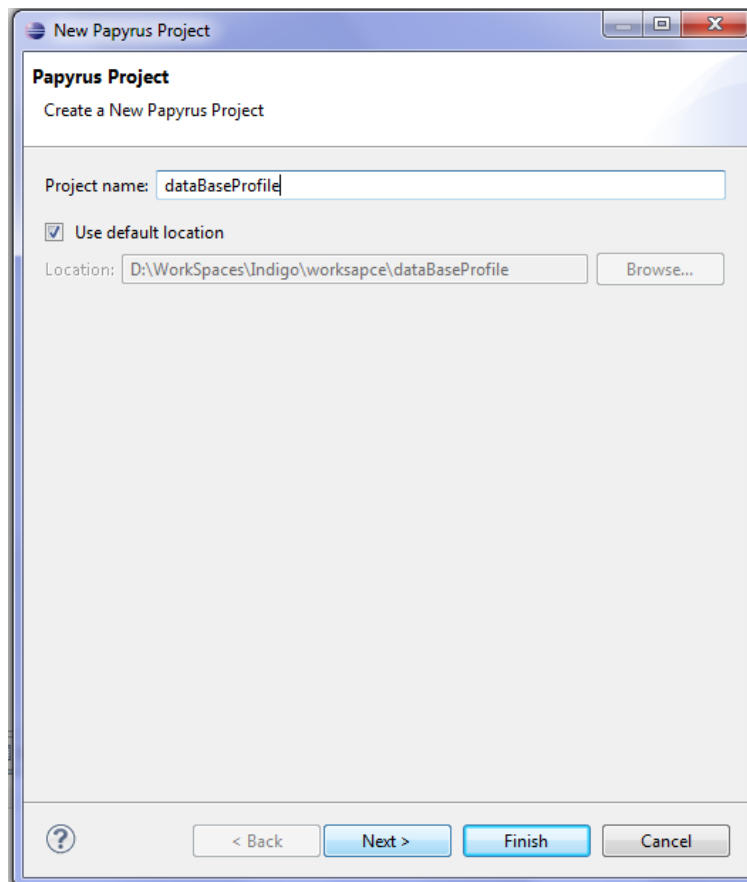 New Papyrus Project
Papyrus Project
Create a New Papyrus Project
Project name: dataBaseProfile
Use default location
Location: D:\WorkSpaces\Indigo\worksapce\dataBaseProfile Browse...
? < Back Next > Finish Cancel